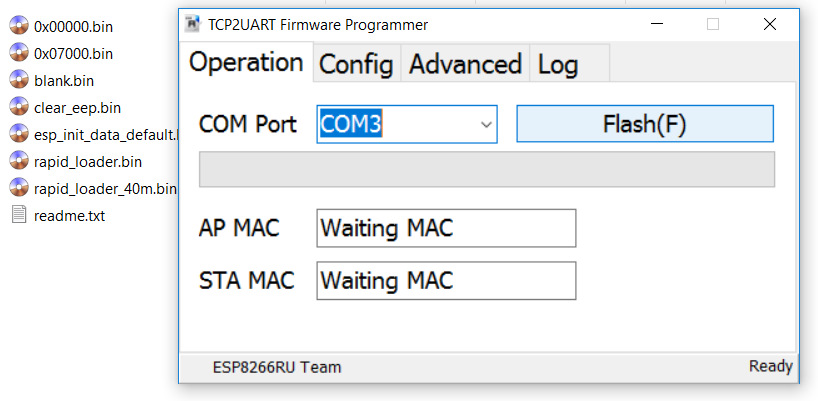 0x00000.bin
0x07000.bin
blank.bin
clear_eep.bin
esp_init_data_default.
rapid_loader.bin
rapid_loader_40m.bin
readme.txt
TCP2UART Firmware Programmer
Operation Config Advanced Log
COM Port COM3 Flash(F)
AP MAC Waiting MAC
STA MAC Waiting MAC
ESP8266RU Team Ready